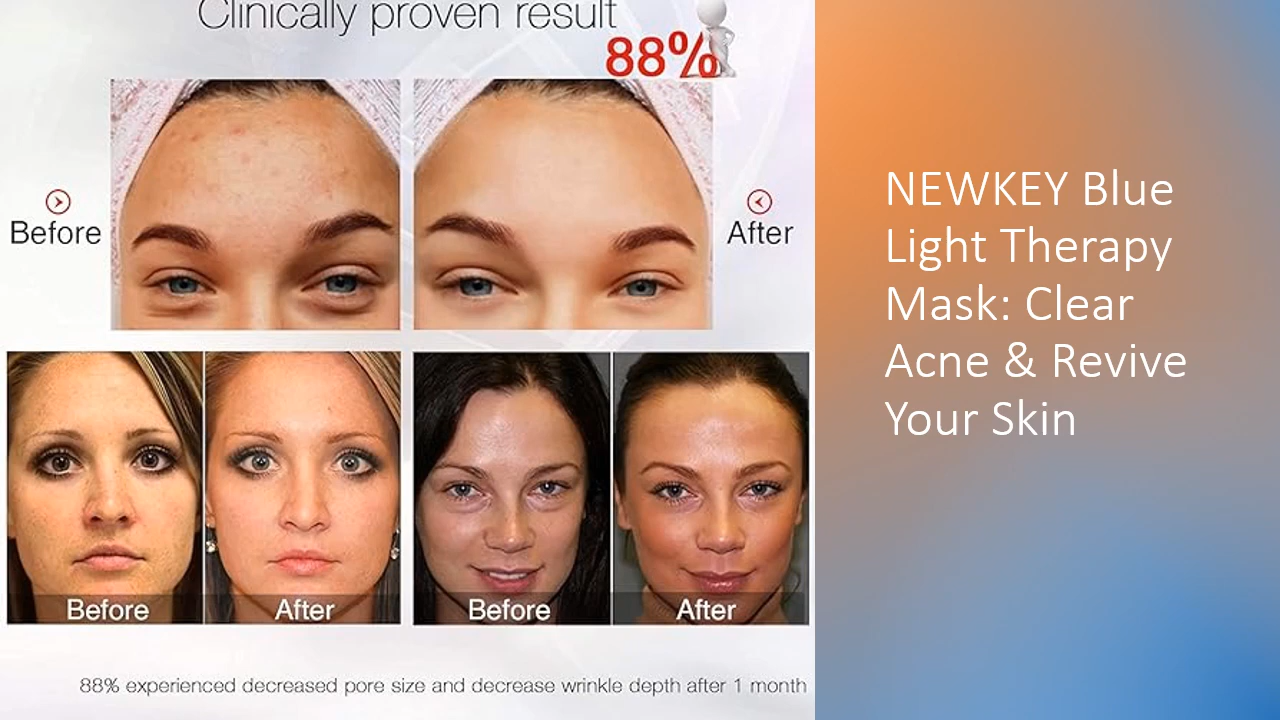 Clinically proven result
88%
Before
After
Before
After
Before
After
88% experienced decreased pore size and decrease wrinkle depth after 1 month
NEWKEY Blue
Light Therapy
Mask: Clear
Acne & Revive
Your Skin